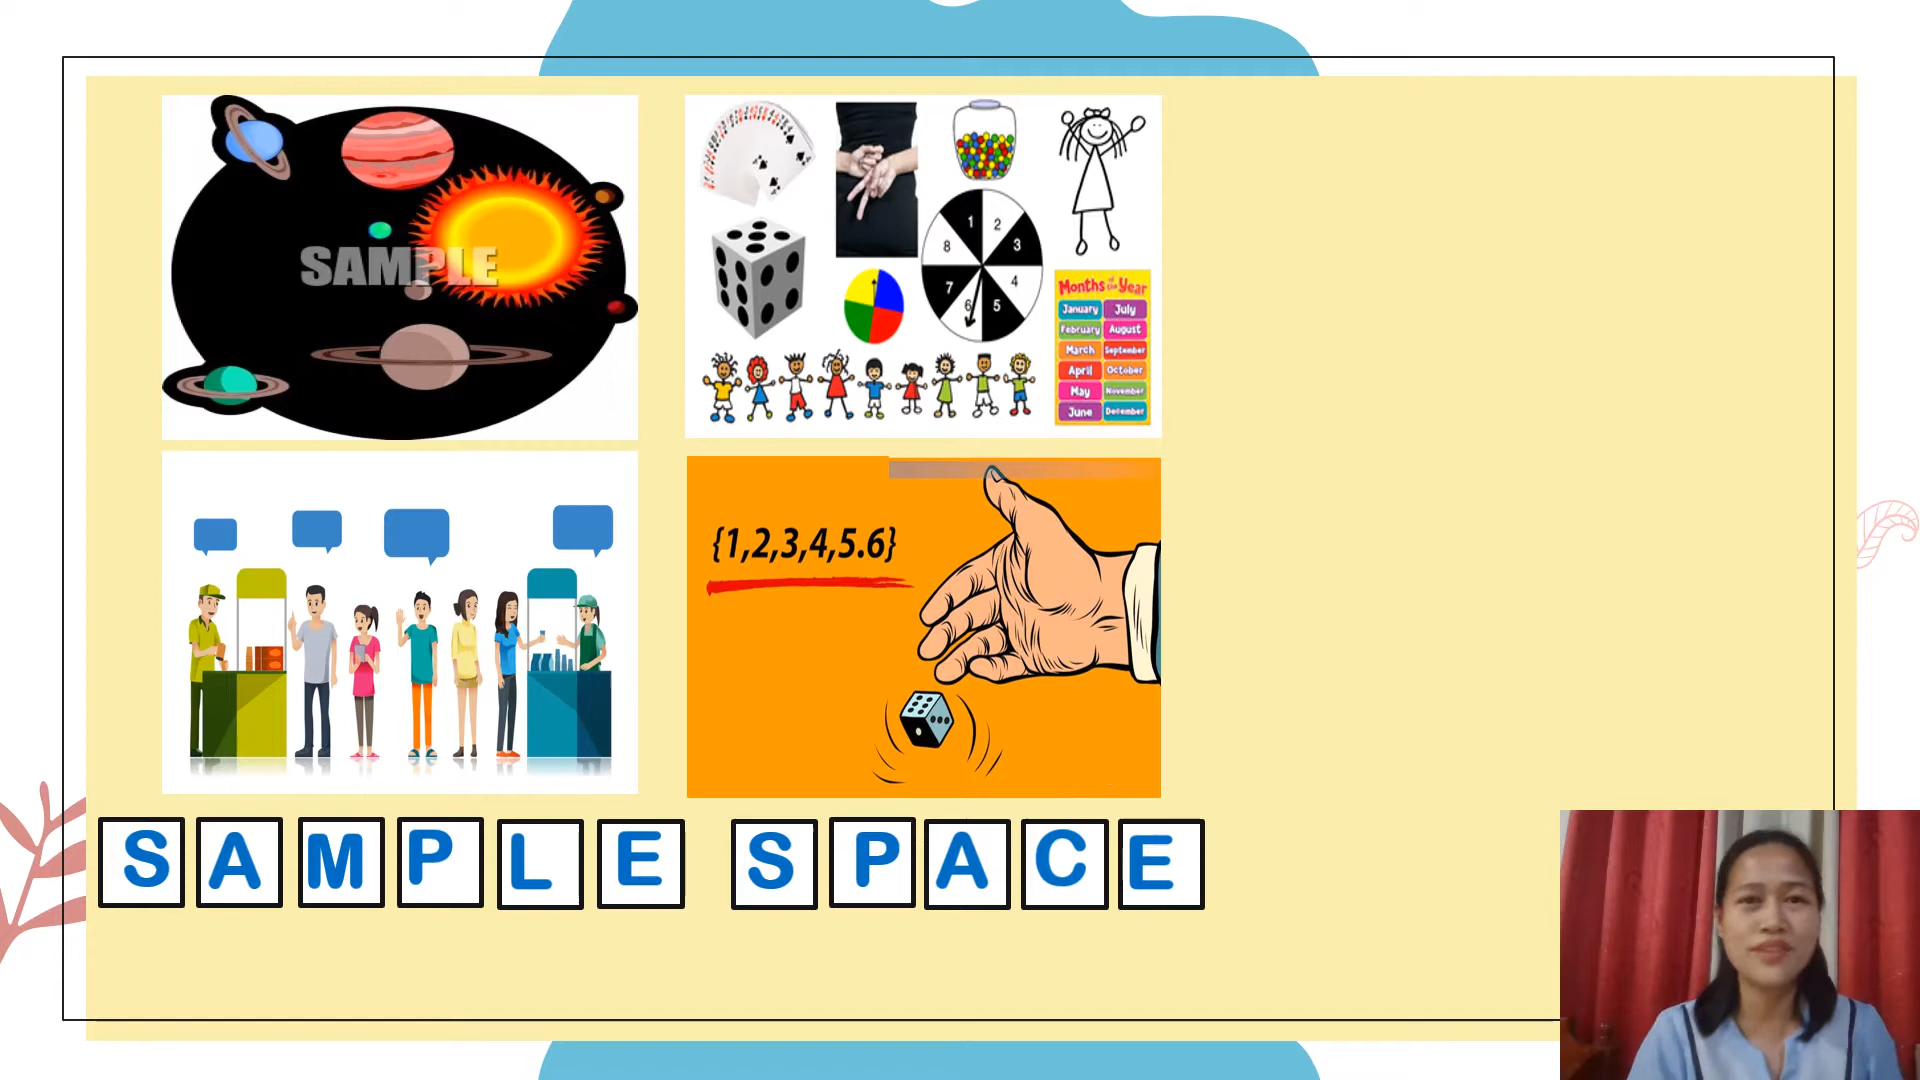 SAMPLE
1
2
3
4
5
6
7
8
Months of the Year
January July
February August
March September
April October
May November
June December
{1,2,3,4,5.6}
SAMPLE SPACE